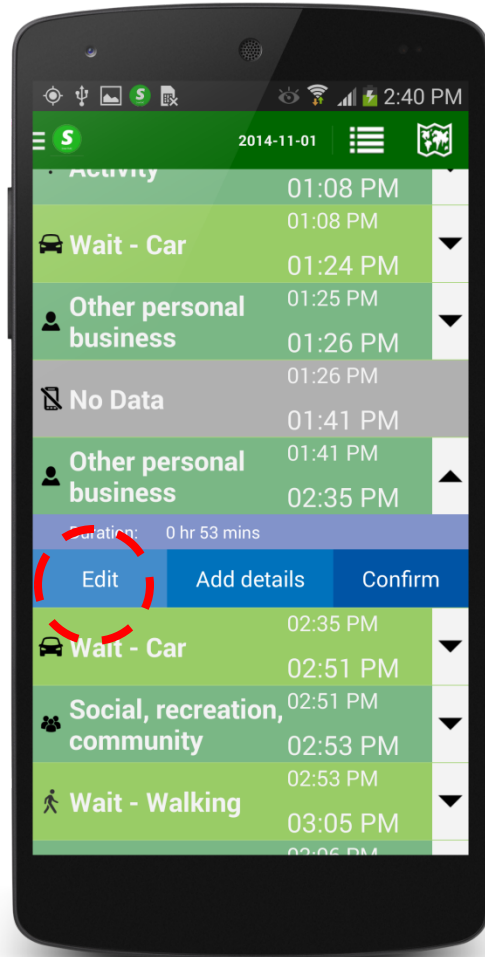 S 2:40 PM
S 2014-11-01
Activity
01:08 PM
01:08 PM
Wait - Car
01:24 PM
Other personal
business
01:25 PM
01:26 PM
01:26 PM
No Data
01:41 PM
Other personal
business
01:41 PM
02:35 PM
Duration: 0 hr 53 mins
Edit Add details Confirm
02:35 PM
Wait - Car
02:51 PM
Social, recreation,
community
02:51 PM
02:53 PM
02:53 PM
Wait - Walking
03:05 PM
03:06 PM